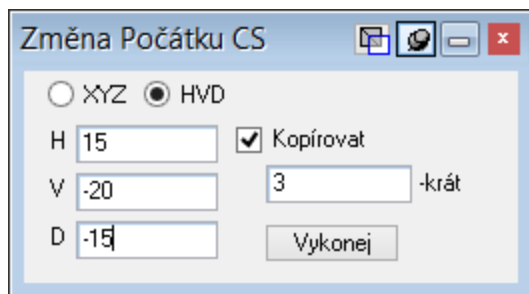 Změna Počátku CS
XYZ HVD
H 15 Kopírovat
V -20 3 -krát
D -15 Vykonej